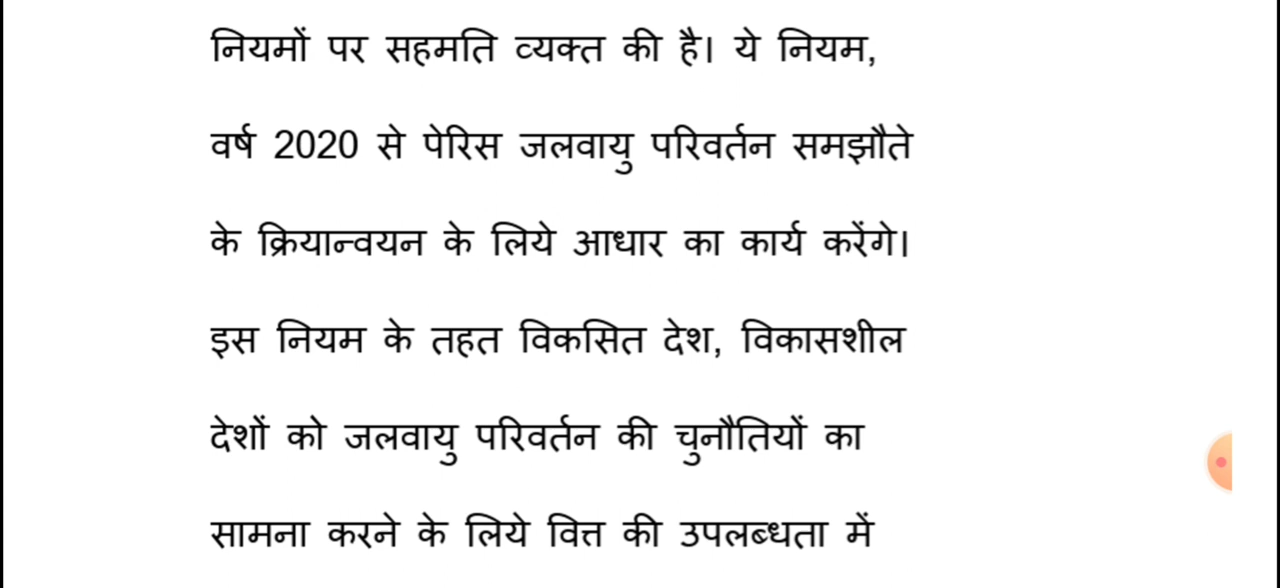 नियमों पर सहमति व्यक्त की है। ये नियम,
वर्ष 2020 से पेरिस जलवायु परिवर्तन समझौते
के क्रियान्वयन के लिये आधार का कार्य करेंगे।
इस नियम के तहत विकसित देश, विकासशील
देशों को जलवायु परिवर्तन की चुनौतियों का
सामना करने के लिये वित्त की उपलब्धता में